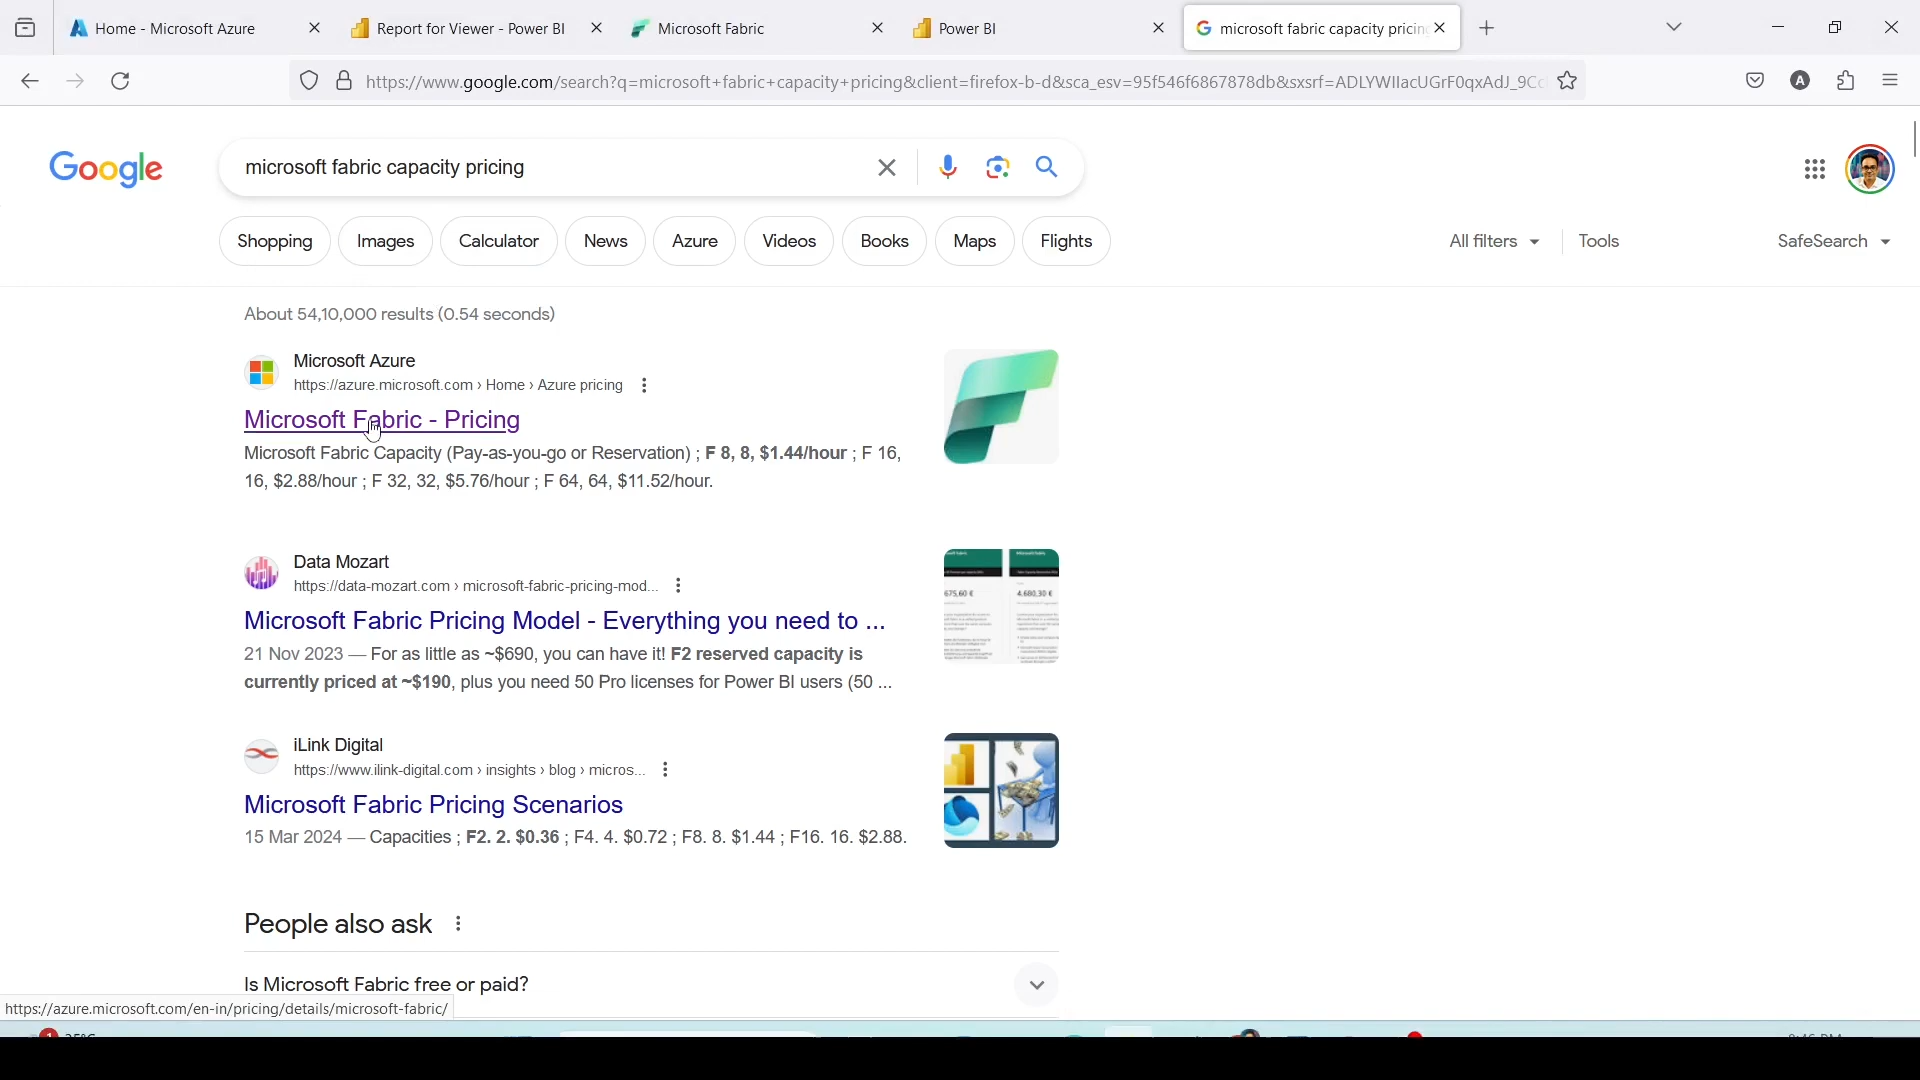 Home - Microsoft Azure
Report for Viewer - Power BI
Microsoft Fabric
Power BI
microsoft fabric capacity pricin
https://www.google.com/search?q=microsoft+fabric+capacity+pricing&client=firefox-b-d&sca_esv=95f546f6867878db&sxsrf=ADLYWIIacUGrF0qxAdJ_9Cc
A
Google
microsoft fabric capacity pricing
Shopping
Images
Calculator
News
Azure
Videos
Books
Maps
Flights
All filters
Tools
SafeSearch
About 54,10,000 results (0.54 seconds)
Microsoft Azure
https://azure.microsoft.com › Home › Azure pricing
Microsoft Fabric - Pricing
Microsoft Fabric Capacity (Pay-as-you-go or Reservation) ; F 8, 8, $1.44/hour ; F 16,
16, $2.88/hour ; F 32, 32, $5.76/hour ; F 64, 64, $11.52/hour.
Data Mozart
https://data-mozart.com › microsoft-fabric-pricing-mod...
675,60 €
4.680,30 €
Microsoft Fabric Pricing Model - Everything you need to ...
21 Nov 2023 — For as little as ~$690, you can have it! F2 reserved capacity is
currently priced at ~$190, plus you need 50 Pro licenses for Power BI users (50 ...
iLink Digital
https://www.ilink-digital.com › insights › blog › micros...
Microsoft Fabric Pricing Scenarios
15 Mar 2024 — Capacities ; F2. 2. $0.36 ; F4. 4. $0.72 ; F8. 8. $1.44 ; F16. 16. $2.88.
People also ask
Is Microsoft Fabric free or paid?
https://azure.microsoft.com/en-in/pricing/details/microsoft-fabric/